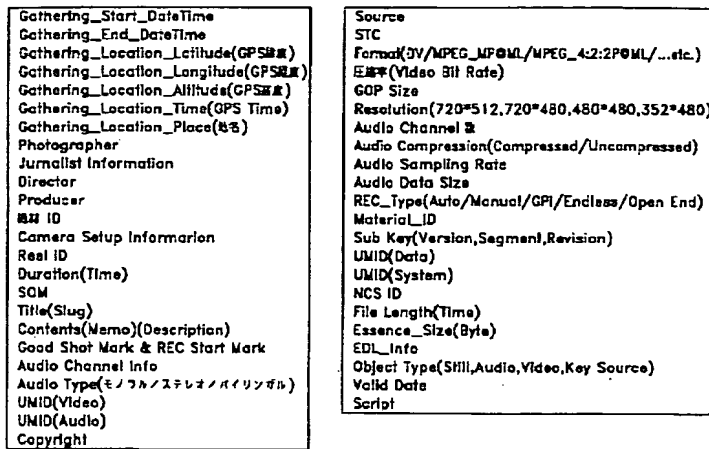 Gathering_Start_DateTime
Gathering_End_DateTime
Gathering_Location_Lctitude(GPS緯度)
Gathering_Location_Longitude(GPS経度)
Gathering_Location_Altitude(GPS高度)
Gathering_Location_Time(GPS Time)
Gathering_Location_Place(地名)
Photographer
Jurnalist Information
Director
Producer
ID
Camera Setup Informarion
Real ID
Duration(Time)
SOM
Title(Slug)
Contents(Memo)(Description)
Good Shot Mark & REC Start Mark
Audio Channel Info
Audio Type(モノラル/ステレオ/バイリンガル)
UMID(Video)
UMID(Audio)
Copyright
Source
STC
Format(DV/MPEG_MP@ML/MPEG_4:2:2P@ML/...etc.)
圧縮率(Video Bit Rate)
GOP Size
Resolution(720*512,720*480,480*480,352*480)
Audio Channel 数
Audio Compression(Compressed/Uncompressed)
Audio Sampling Rate
Audio Data Size
REC_Type(Auto/Manual/GPI/Endless/Open End)
Material_ID
Sub Key(Version,Segment,Revision)
UMID(Data)
UMID(System)
NCS ID
File Length(Time)
Essence_Size(Byte)
EDL_Info
Object Type(Still,Audio,Video,Key Source)
Valid Date
Script